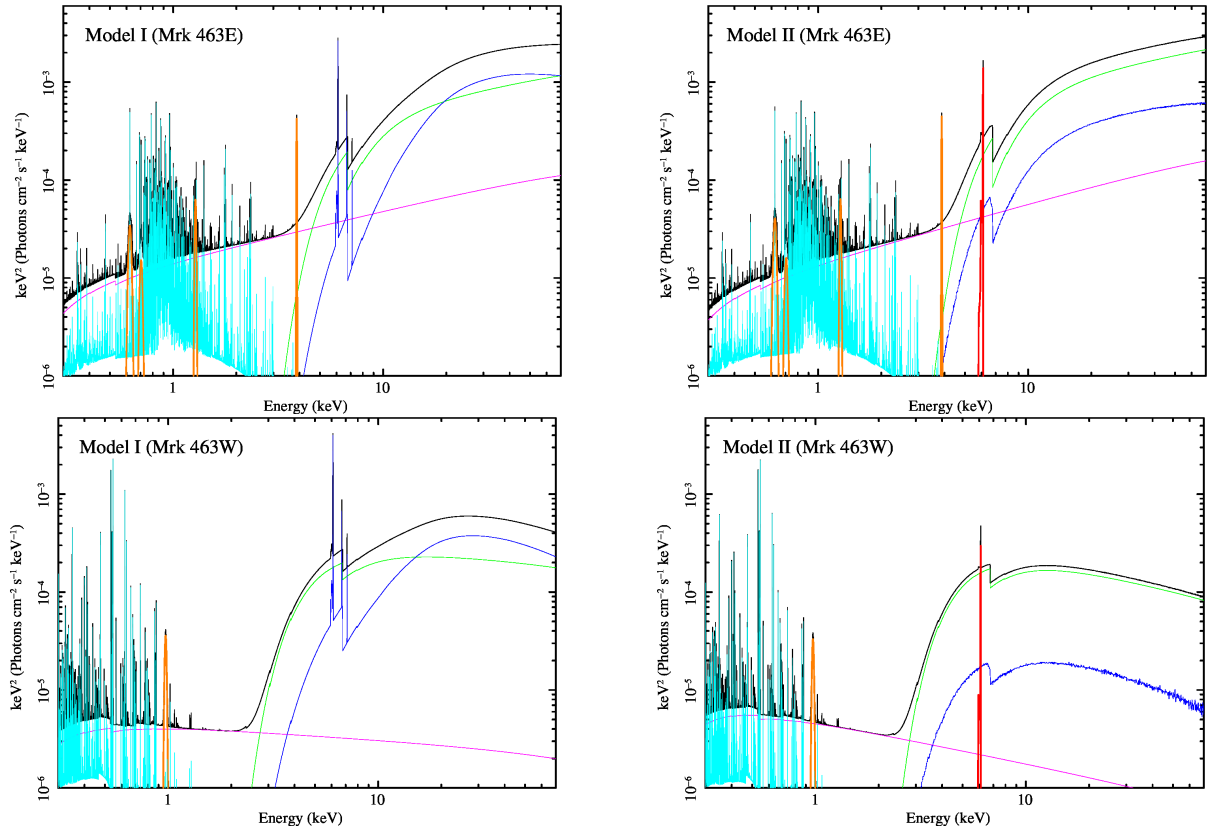 Model I (Mrk 463E)
keV² (Photons cm⁻² s⁻¹ keV⁻¹)
10⁻³
10⁻⁴
10⁻⁵
10⁻⁶
1
10
Energy (keV)
Model II (Mrk 463E)
keV² (Photons cm⁻² s⁻¹ keV⁻¹)
10⁻³
10⁻⁴
10⁻⁵
10⁻⁶
1
10
Energy (keV)
Model I (Mrk 463W)
keV² (Photons cm⁻² s⁻¹ keV⁻¹)
10⁻³
10⁻⁴
10⁻⁵
10⁻⁶
1
10
Energy (keV)
Model II (Mrk 463W)
keV² (Photons cm⁻² s⁻¹ keV⁻¹)
10⁻³
10⁻⁴
10⁻⁵
10⁻⁶
1
10
Energy (keV)